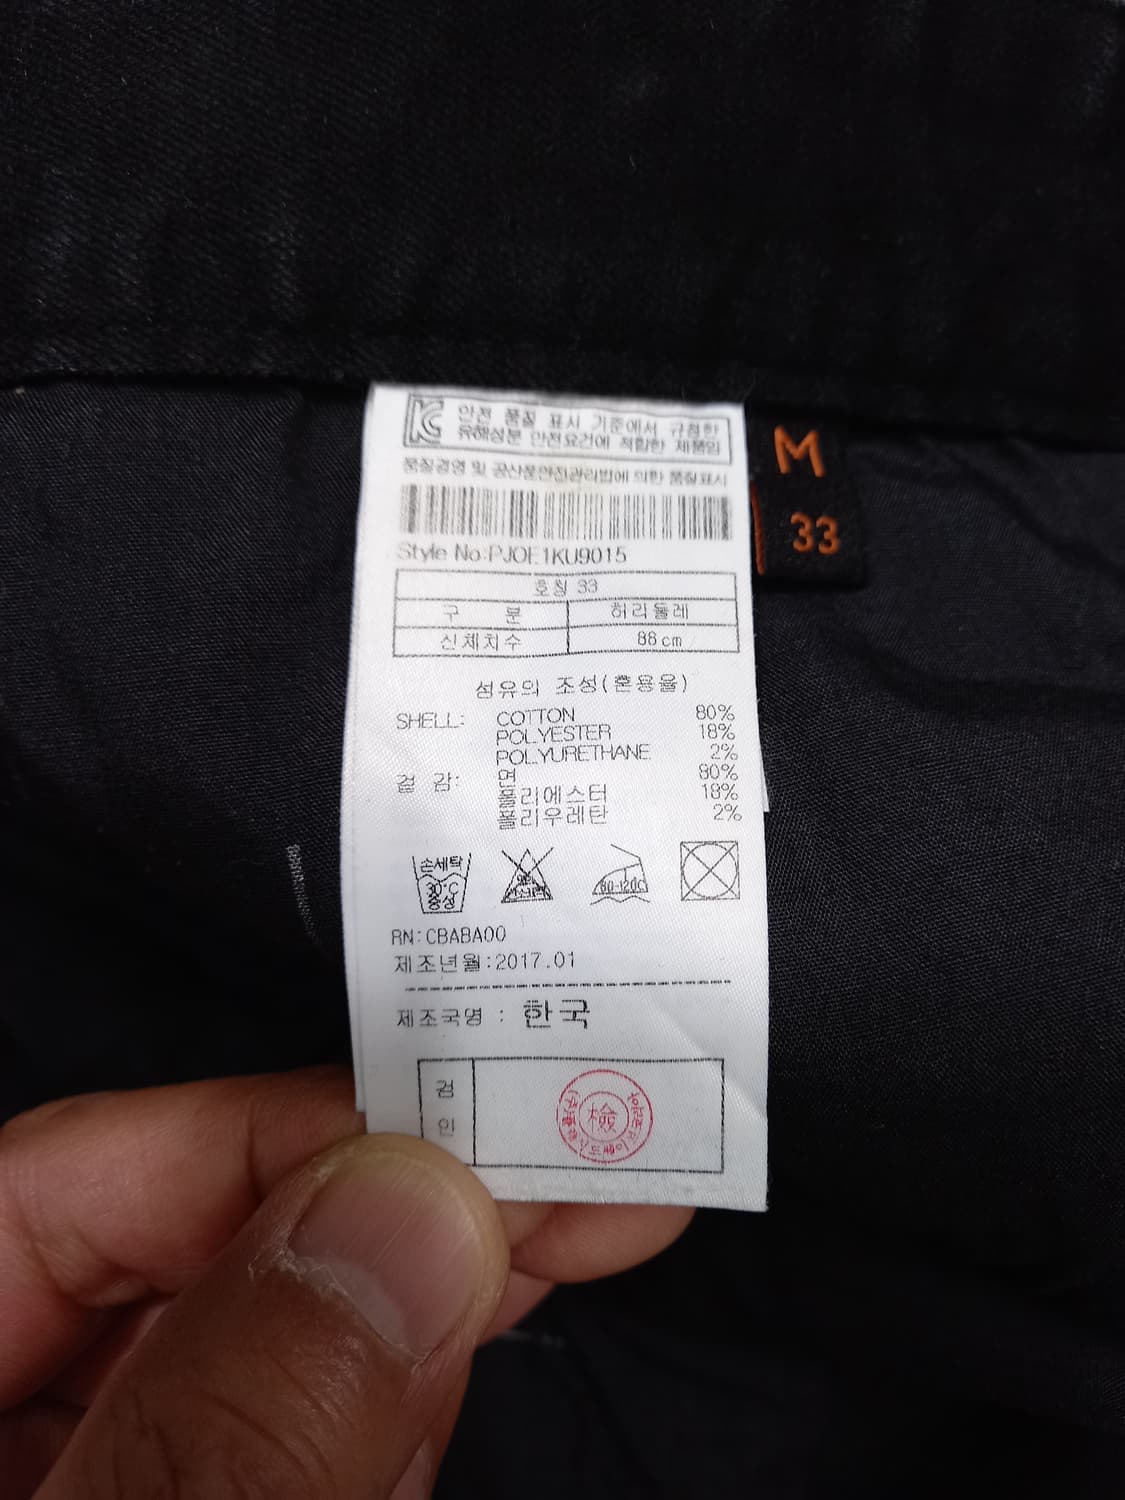 KC 안전 품질 표시 기준에서 규정한
유해성분 안전요건에 적합한 제품임
품질경영 및 공산품안전관리법에 의한 품질표시
Style No:PJOE1KU9015
호칭 33
구 분 허리둘레
신체치수 86 cm
섬유의 조성(혼용율)
SHELL: COTTON 80%
POLYESTER 18%
POLYURETHANE 2%
겉 감: 면 80%
폴리에스터 18%
폴리우레탄 2%
손세탁
30°C
중성
80-120C
RN:CBABA00
제조년월:2017.01
제조국명 : 한국
검
인
檢
M
33